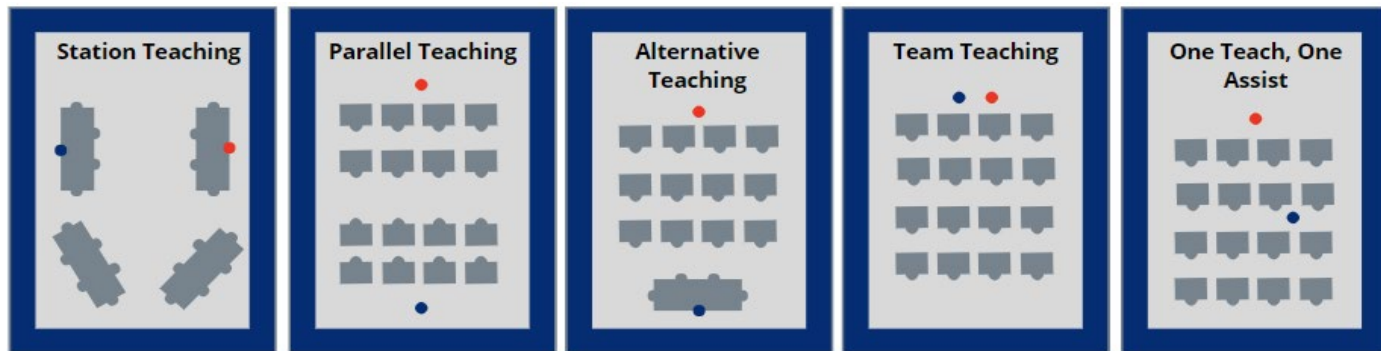 Station Teaching
Parallel Teaching
Alternative
Teaching
Team Teaching
One Teach, One
Assist